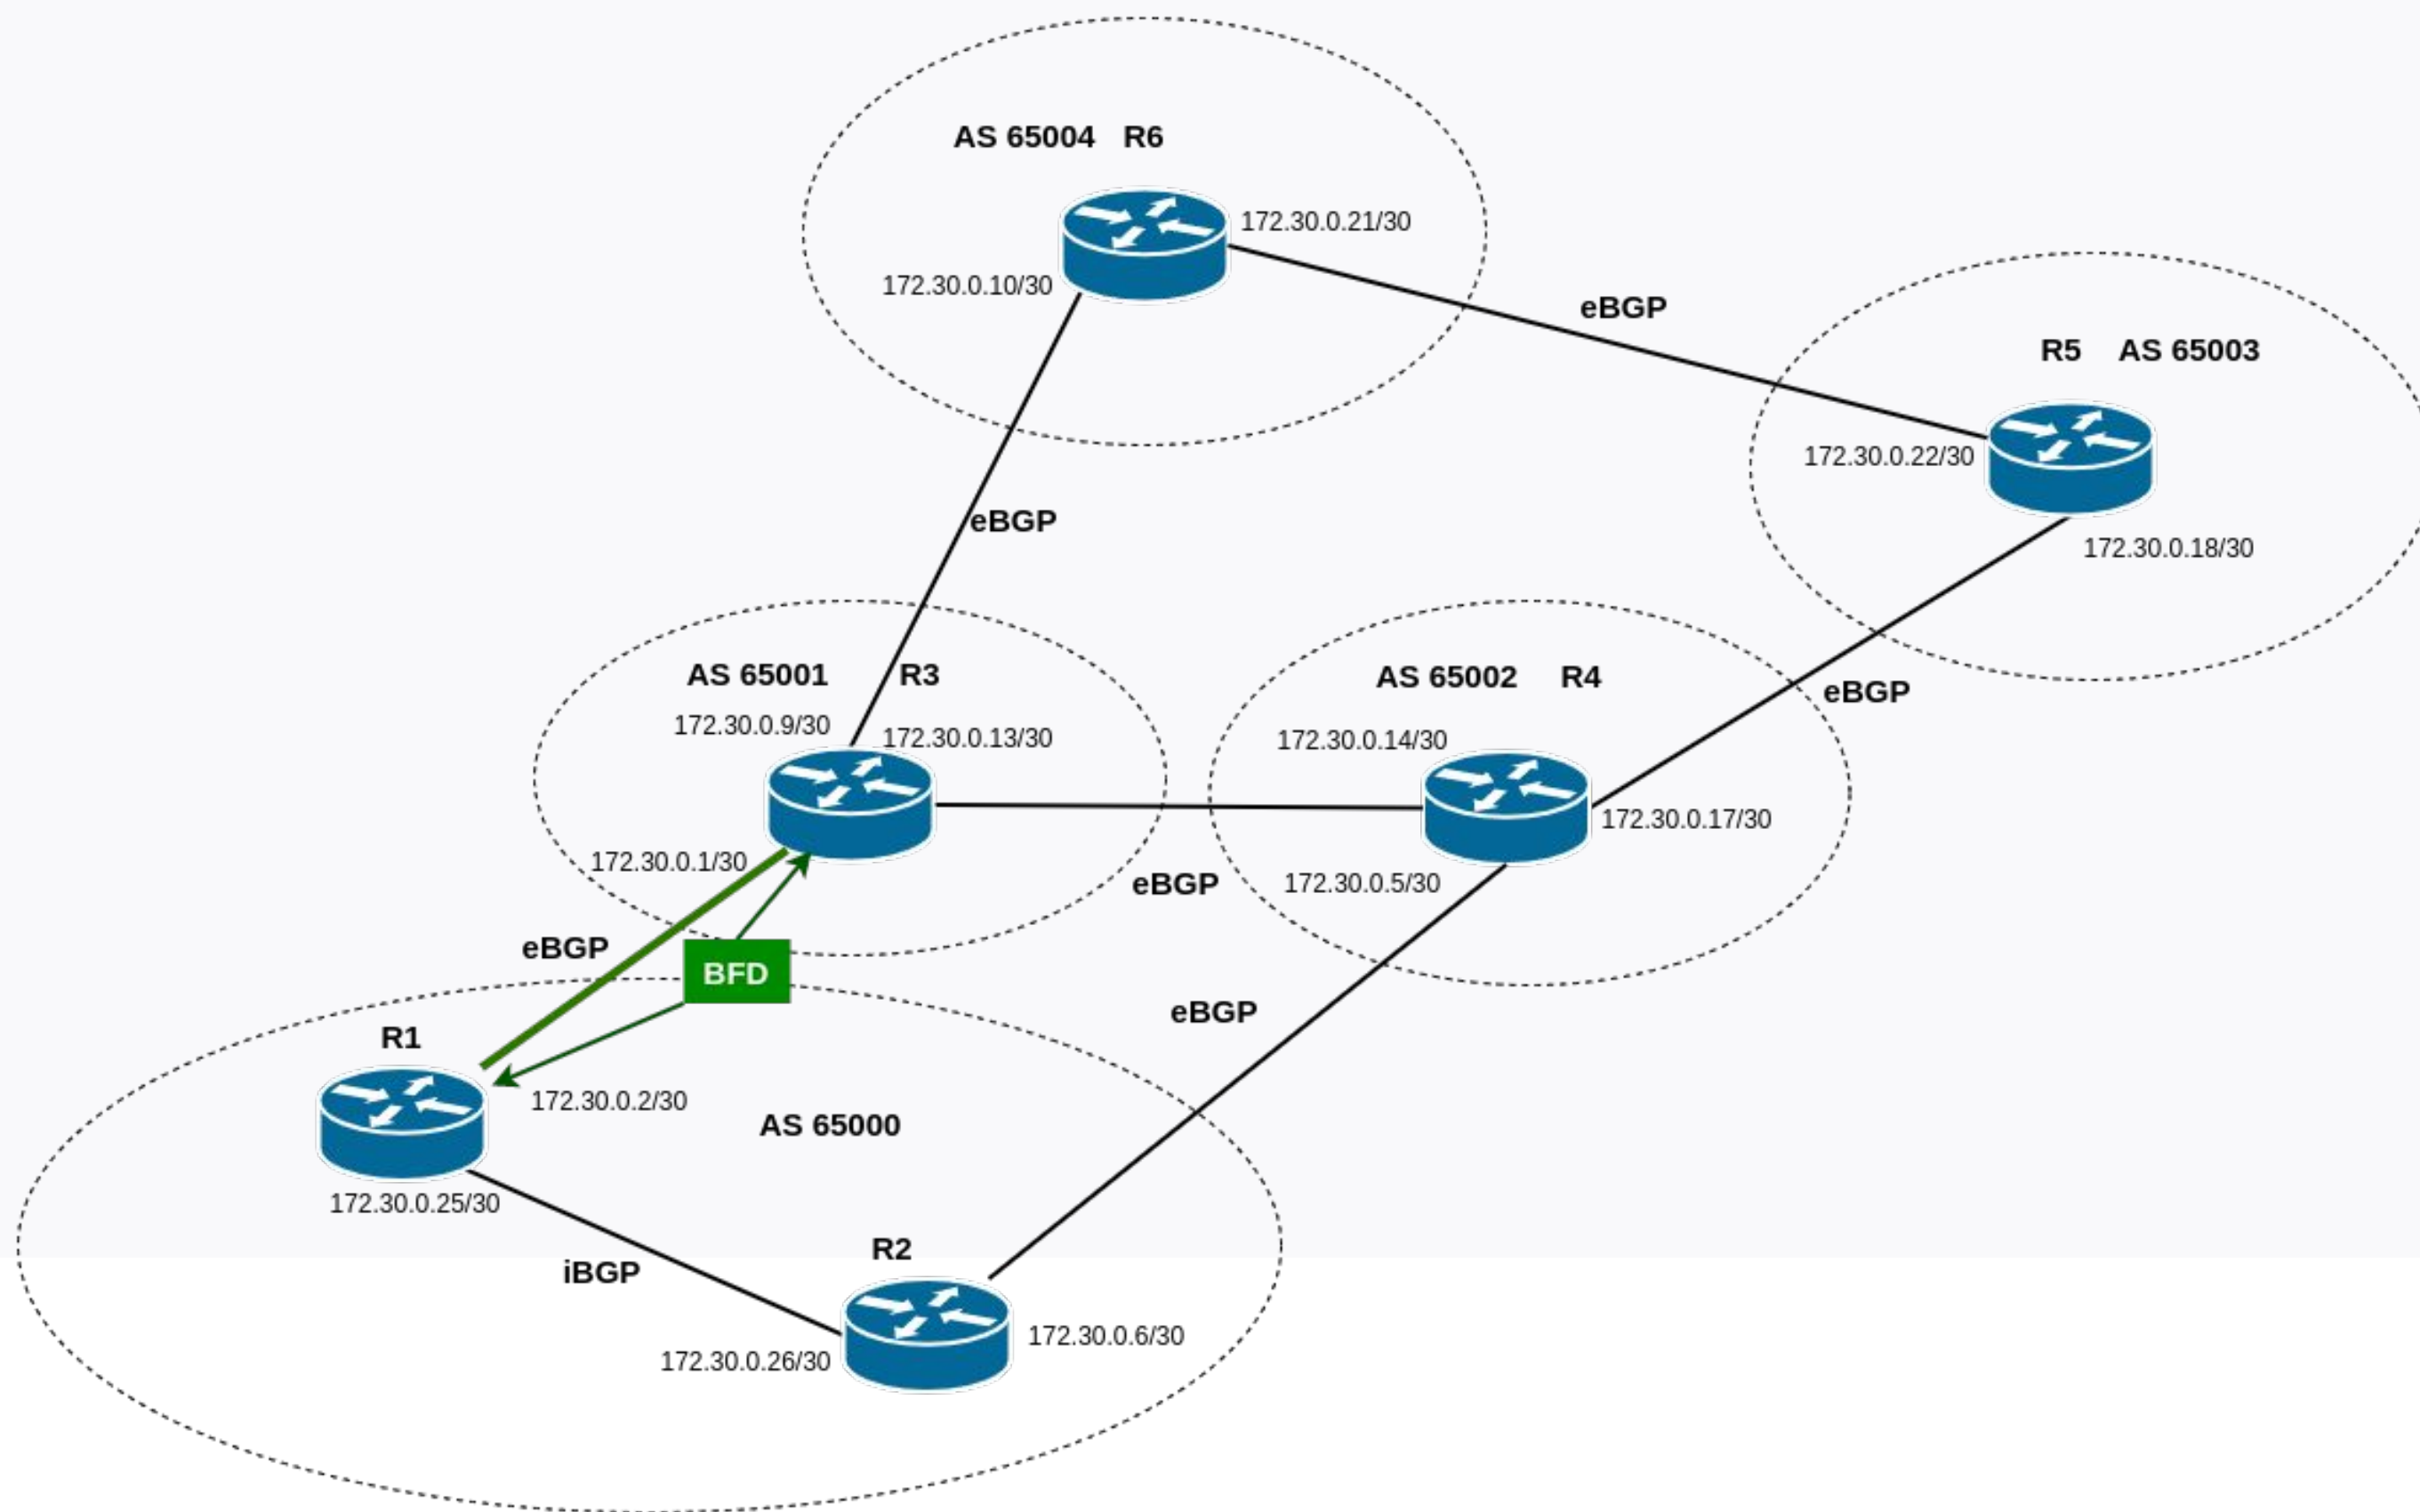 AS 65004 R6
172.30.0.21/30
172.30.0.10/30
eBGP
R5 AS 65003
172.30.0.22/30
eBGP
172.30.0.18/30
AS 65001 R3
AS 65002 R4
eBGP
172.30.0.9/30
172.30.0.13/30
172.30.0.14/30
172.30.0.17/30
172.30.0.1/30
eBGP
172.30.0.5/30
eBGP
BFD
eBGP
R1
172.30.0.2/30
AS 65000
172.30.0.25/30
R2
iBGP
172.30.0.6/30
172.30.0.26/30